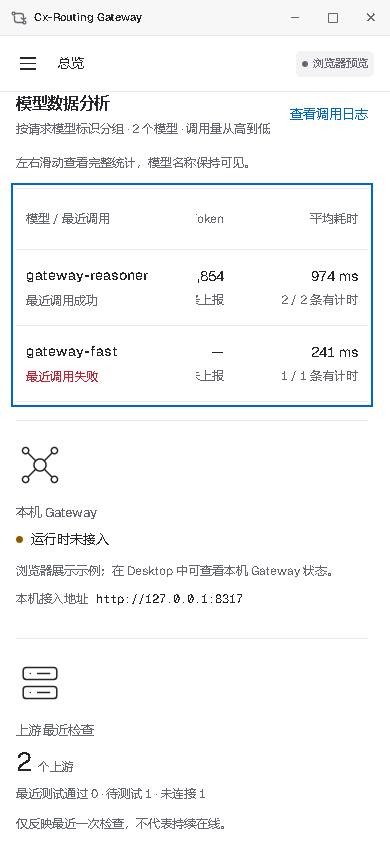 Cx-Routing Gateway
总览
浏览器预览
模型数据分析
查看调用日志
按请求模型标识分组 · 2 个模型 · 调用量从高到低
左右滑动查看完整统计，模型名称保持可见。
模型 / 最近调用 oken 平均耗时
gateway-reasoner ,854 974 ms
最近调用成功 上报 2 / 2 条有计时
gateway-fast — 241 ms
最近调用失败 上报 1 / 1 条有计时
本机 Gateway
运行时未接入
浏览器展示示例；在 Desktop 中可查看本机 Gateway 状态。
本机接入地址 http://127.0.0.1:8317
上游最近检查
2 个上游
最近测试通过 0 · 待测试 1 · 未连接 1
仅反映最近一次检查，不代表持续在线。